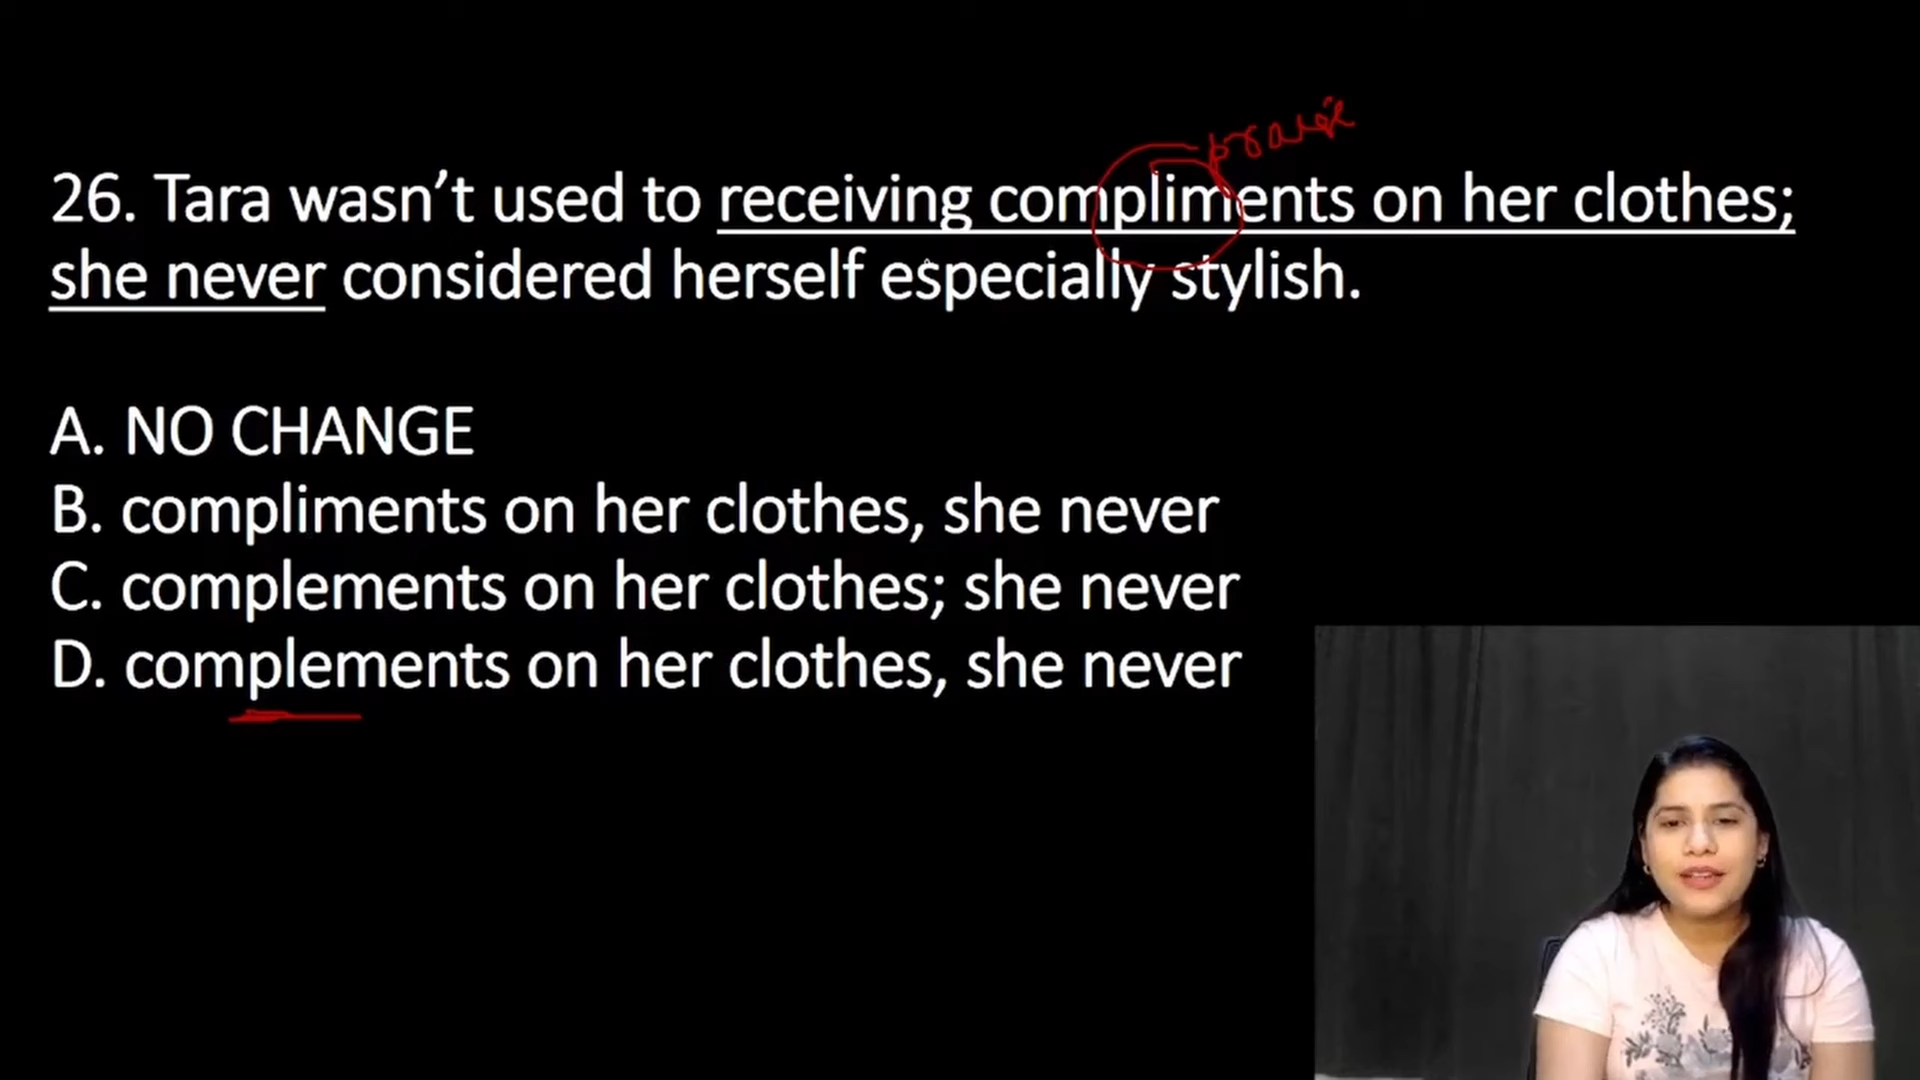 praise
26. Tara wasn’t used to receiving compliments on her clothes;
she never considered herself especially stylish.
A. NO CHANGE
B. compliments on her clothes, she never
C. complements on her clothes; she never
D. complements on her clothes, she never